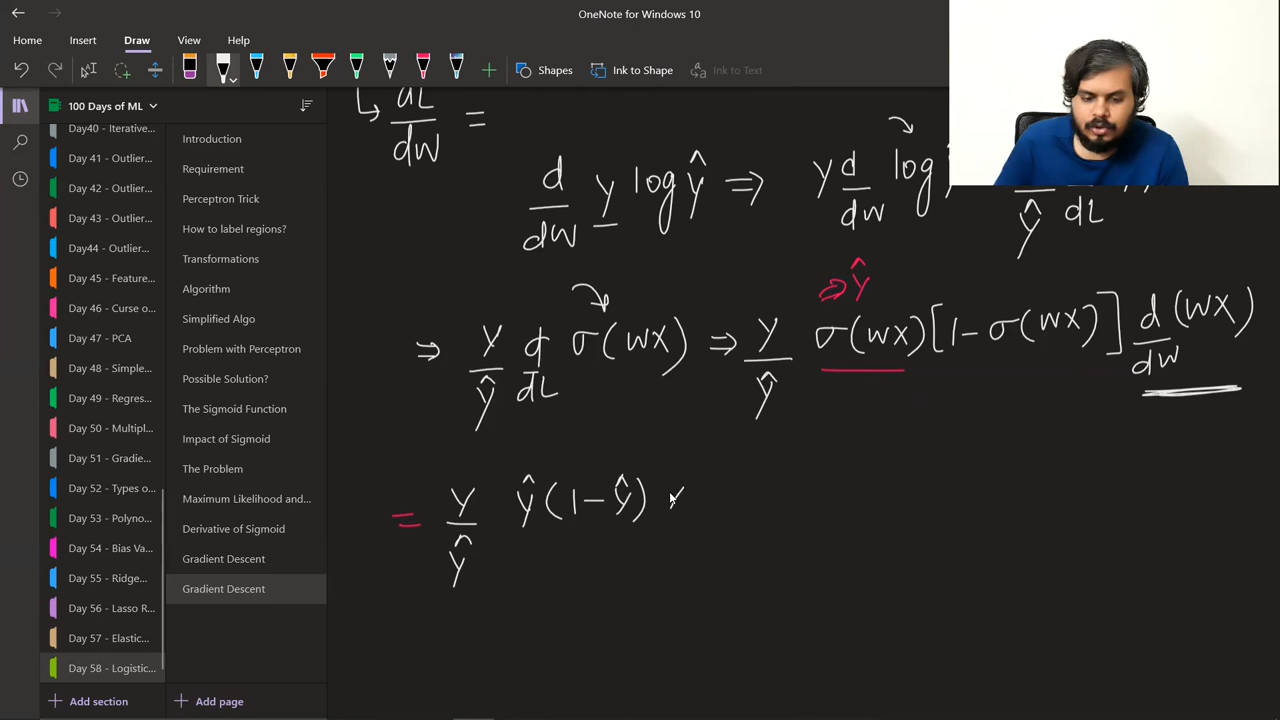 OneNote for Windows 10
Home Insert Draw View Help
Shapes Ink to Shape Ink to Text
100 Days of ML
Day40 - Iterative...
Day 41 - Outlier...
Day 42 - Outlier...
Day 43 - Outlier...
Day44 - Outlier...
Day 45 - Feature...
Day 46 - Curse o...
Day 47 - PCA
Day 48 - Simple...
Day 49 - Regres...
Day 50 - Multipl...
Day 51 - Gradie...
Day 52 - Types o...
Day 53 - Polyno...
Day 54 - Bias Va...
Day 55 - Ridge...
Day 56 - Lasso R...
Day 57 - Elastic...
Day 58 - Logistic...
Add section
Introduction
Requirement
Perceptron Trick
How to label regions?
Transformations
Algorithm
Simplified Algo
Problem with Perceptron
Possible Solution?
The Sigmoid Function
Impact of Sigmoid
The Problem
Maximum Likelihood and...
Derivative of Sigmoid
Gradient Descent
Gradient Descent
Add page
↳ dL/dW =
d/dW y log ŷ ⇒ y d/dW log
ŷ dL
⇒ŷ
⇒ y/ŷ d/dL σ(WX) ⇒ y/ŷ σ(WX)[1-σ(WX)] d/dW (WX)
= y/ŷ ŷ(1-ŷ)